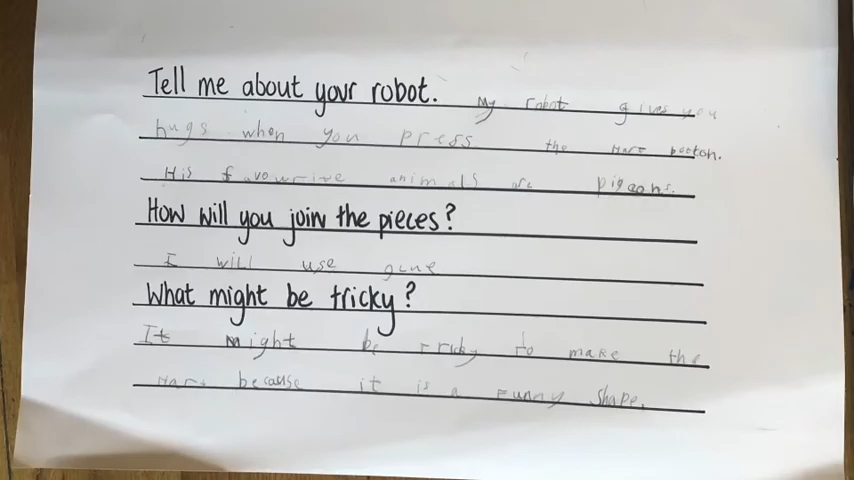 Tell me about your robot. My robot gives you
hugs when you press the Hart booton.
His favowrive animals are pigeons.
How will you join the pieces?
I will use glue
What might be tricky?
It might be tricky to make the
Hart because it is a funny shape.